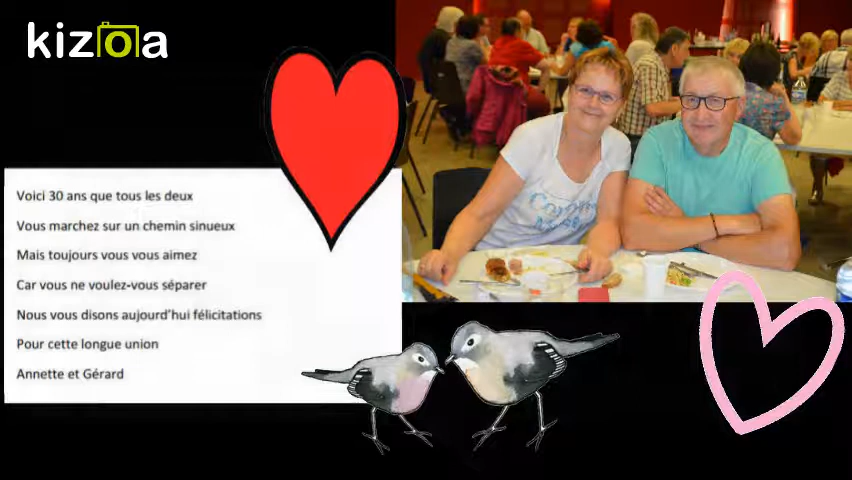 kizoa
Voici 30 ans que tous les deux
Vous marchez sur un chemin sinueux
Mais toujours vous vous aimez
Car vous ne voulez-vous séparer
Nous vous disons aujourd'hui félicitations
Pour cette longue union
Annette et Gérard